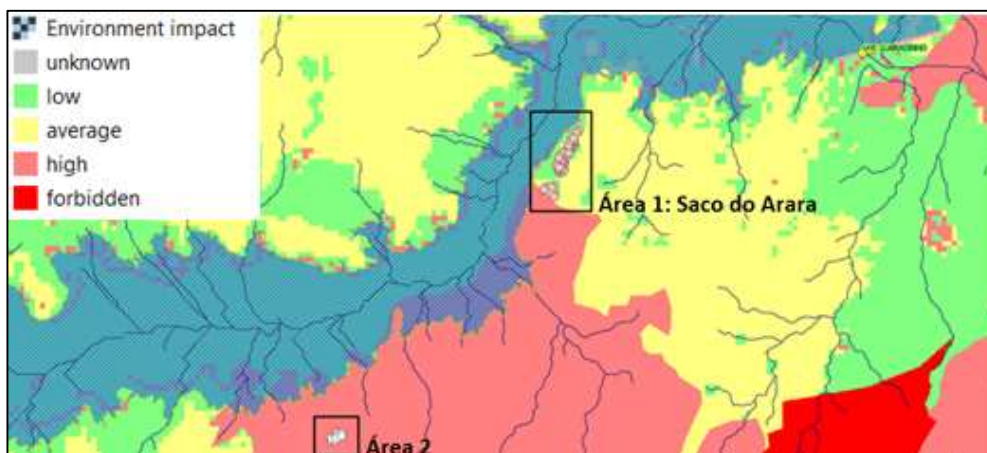 Environment impact
unknown
low
average
high
forbidden
Área 1: Saco do Arara
Área 2